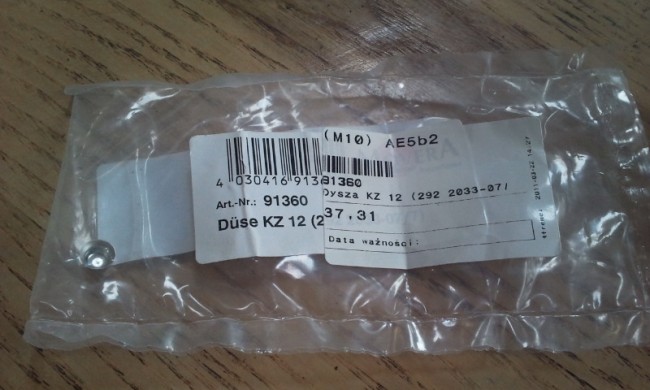 4 030416 913
Art.-Nr.: 91360
Düse KZ 12 (2
(M10) AE5b2
91360
Dysza KZ 12 (292 2033-07)
37,31
Data ważności: